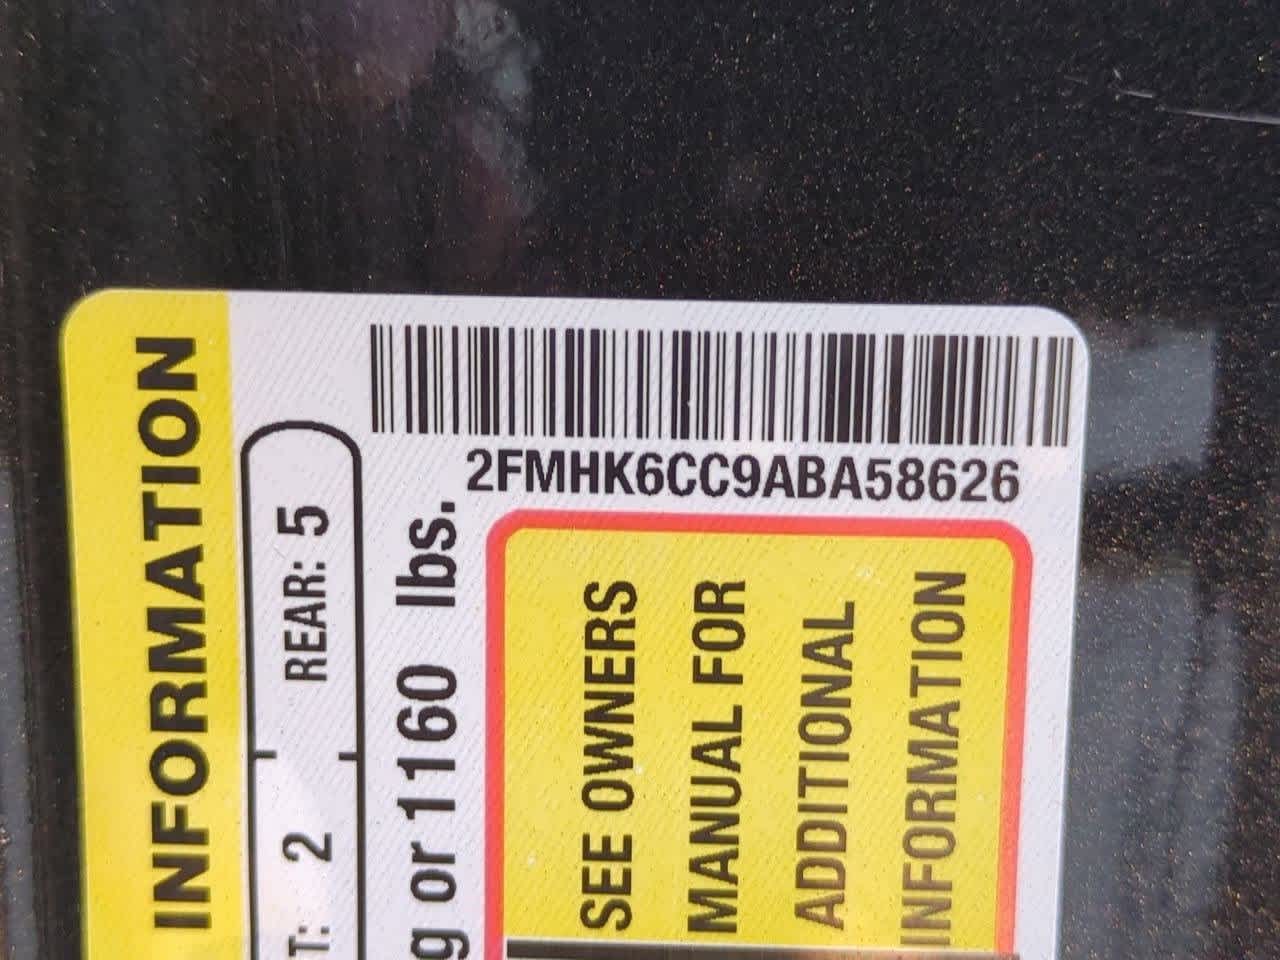 INFORMATION
T: 2 REAR: 5
g or 1160 lbs.
2FMHK6CC9ABA58626
SEE OWNERS
MANUAL FOR
ADDITIONAL
INFORMATION